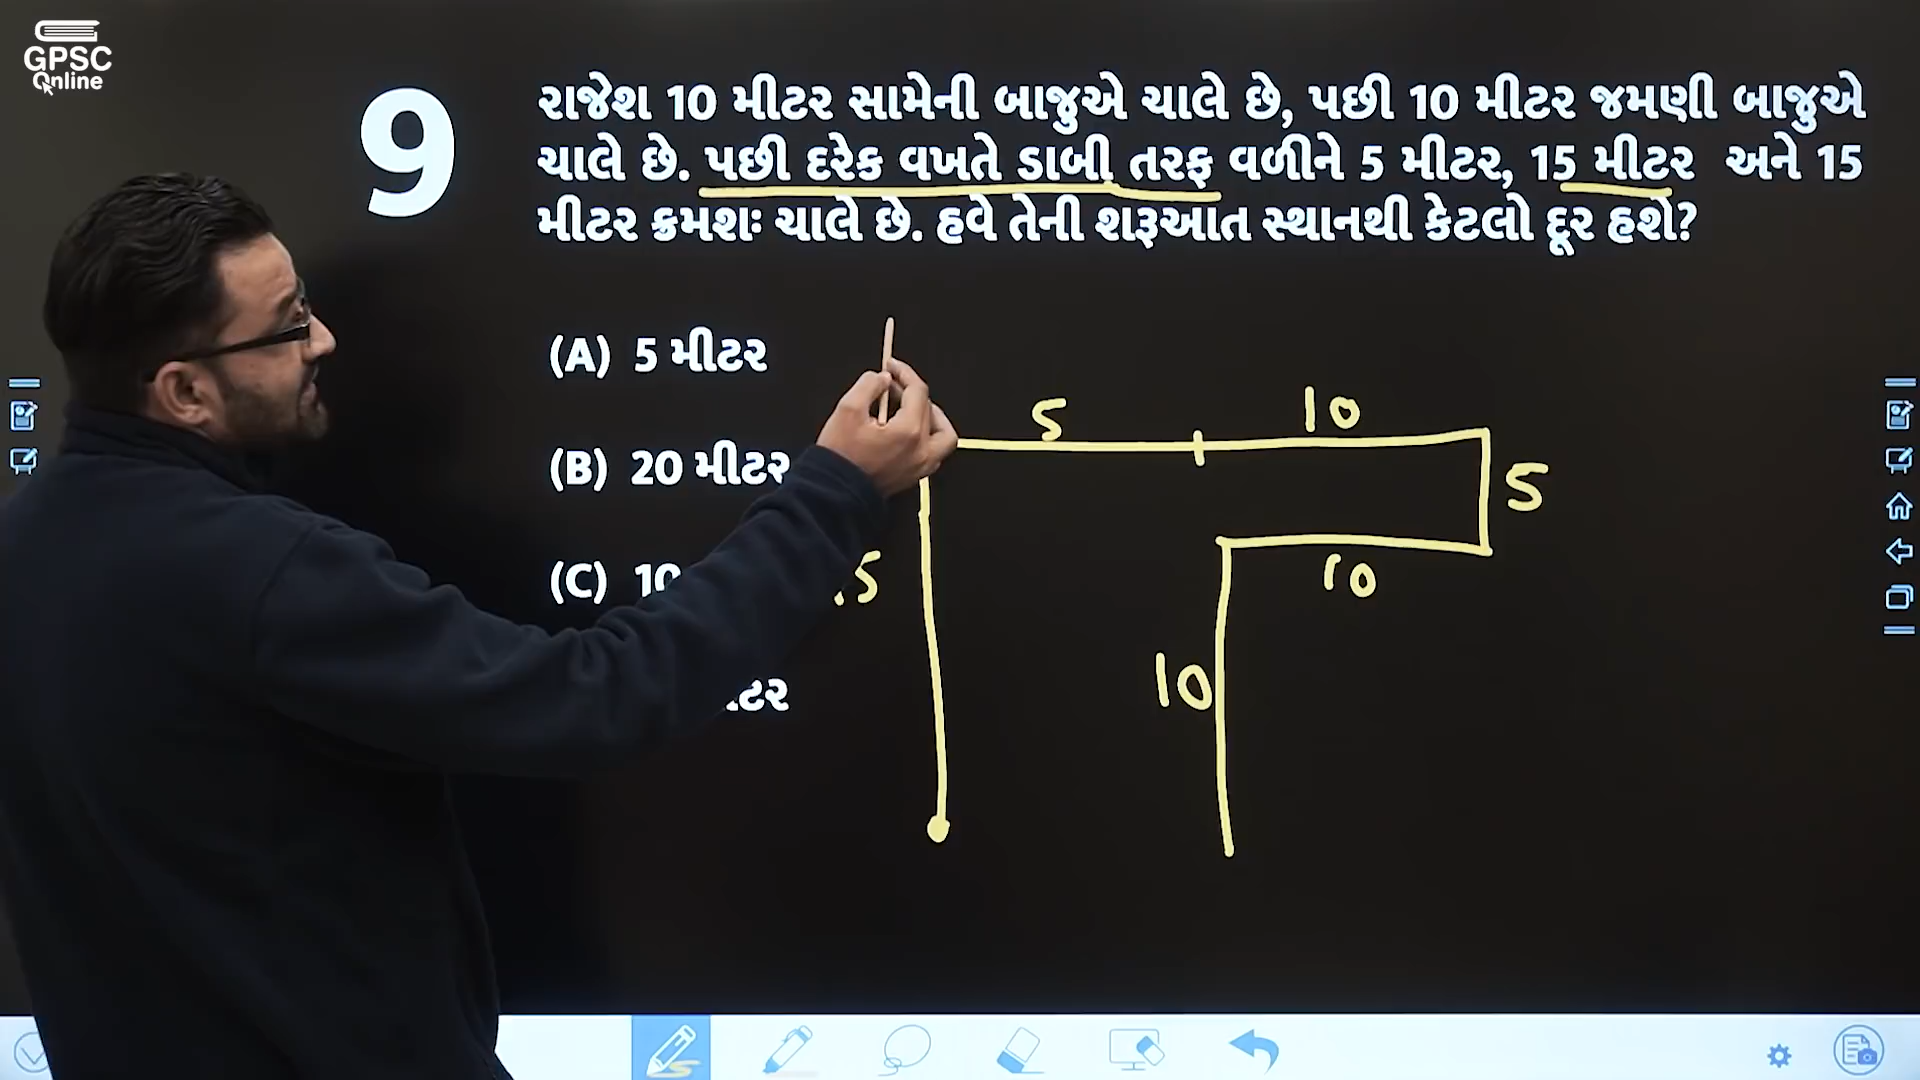 GPSC
Online
9
રાજેશ 10 મીટર સામેની બાજુએ ચાલે છે, પછી 10 મીટર જમણી બાજુએ
ચાલે છે. પછી દરેક વખતે ડાબી તરફ વળીને 5 મીટર, 15 મીટર અને 15
મીટર ક્રમશઃ ચાલે છે. હવે તેની શરૂઆત સ્થાનથી કેટલો દૂર હશે?
(A) 5 મીટર
(B) 20 મીટર
(C) 10
5
10
5
10
10